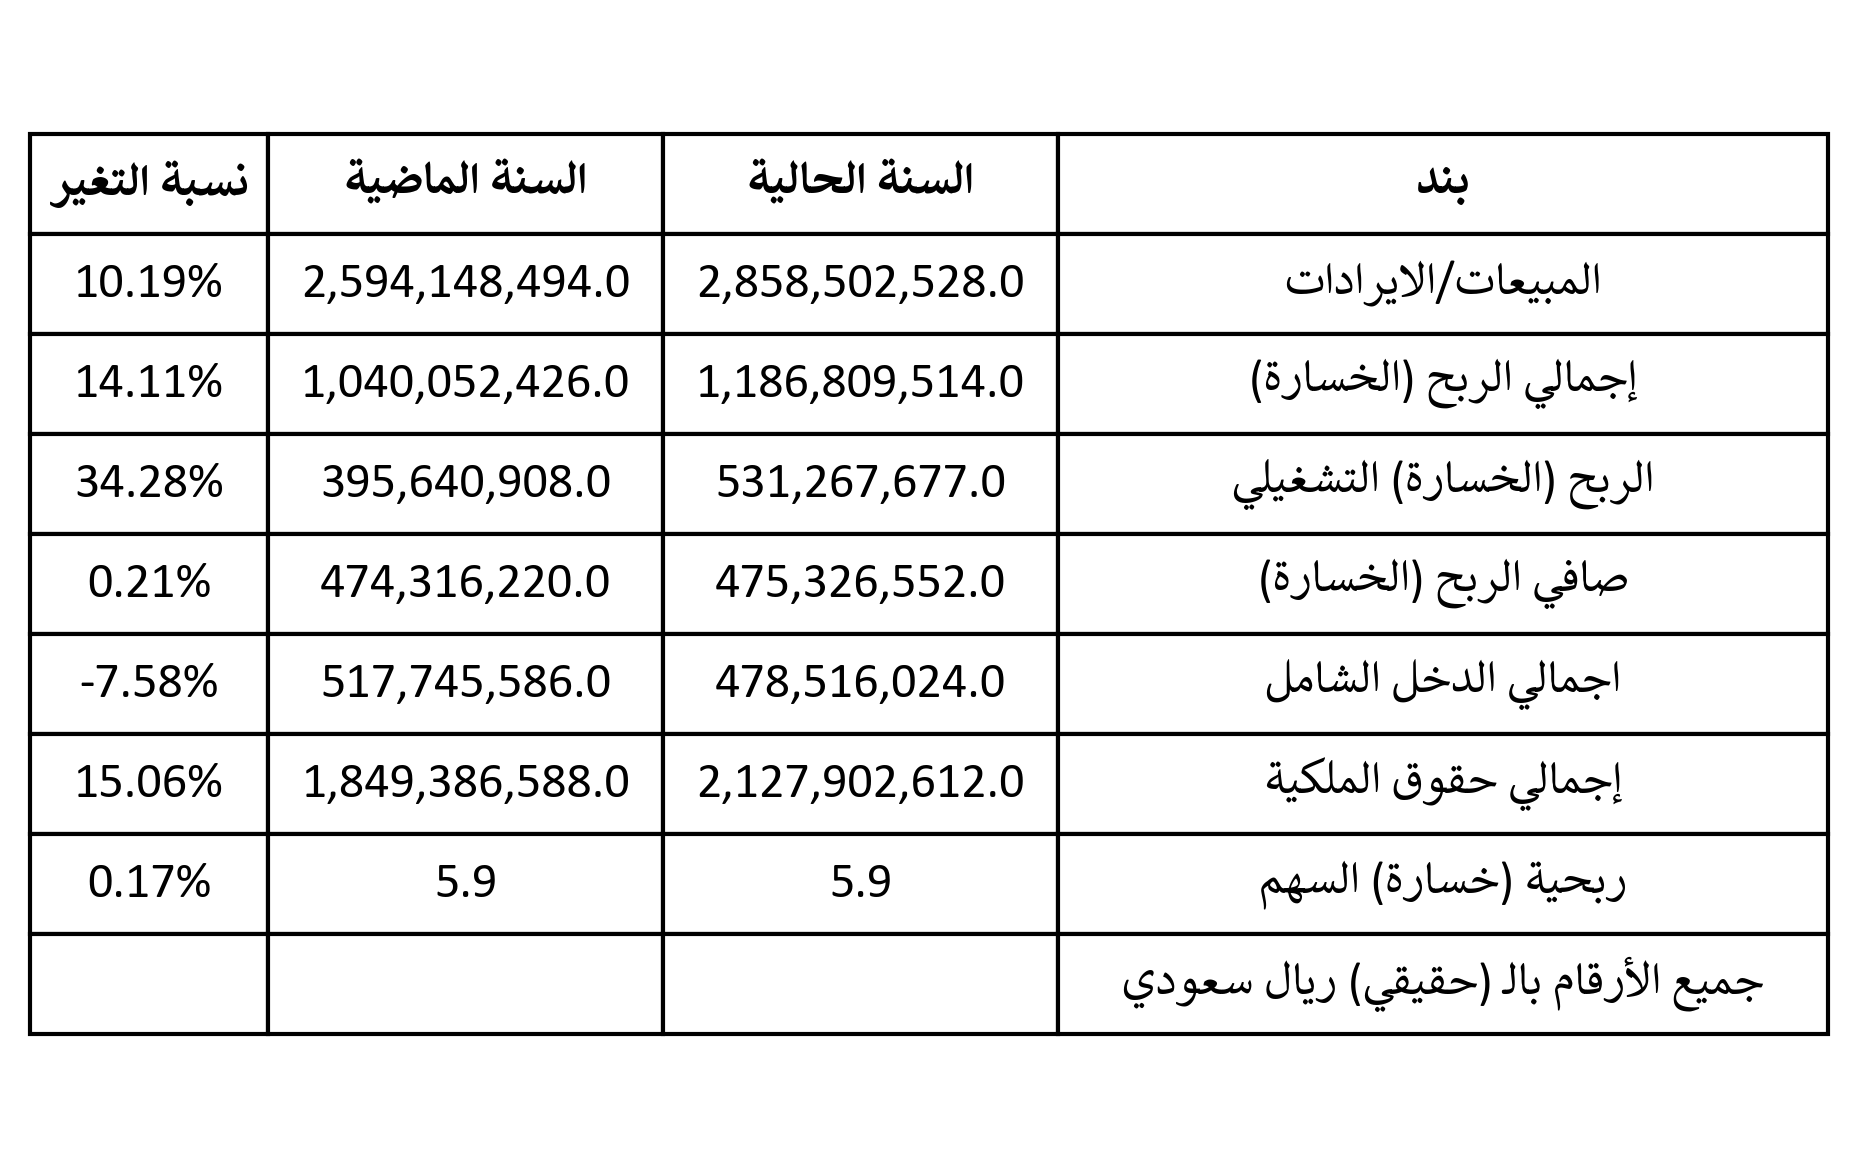 بند السنة الحالية السنة الماضية نسبة التغير
المبيعات/الايرادات 2,858,502,528.0 2,594,148,494.0 10.19%
إجمالي الربح (الخسارة) 1,186,809,514.0 1,040,052,426.0 14.11%
الربح (الخسارة) التشغيلي 531,267,677.0 395,640,908.0 34.28%
صافي الربح (الخسارة) 475,326,552.0 474,316,220.0 0.21%
اجمالي الدخل الشامل 478,516,024.0 517,745,586.0 -7.58%
إجمالي حقوق الملكية 2,127,902,612.0 1,849,386,588.0 15.06%
ربحية (خسارة) السهم 5.9 5.9 0.17%
جميع الأرقام بالـ (حقيقي) ريال سعودي